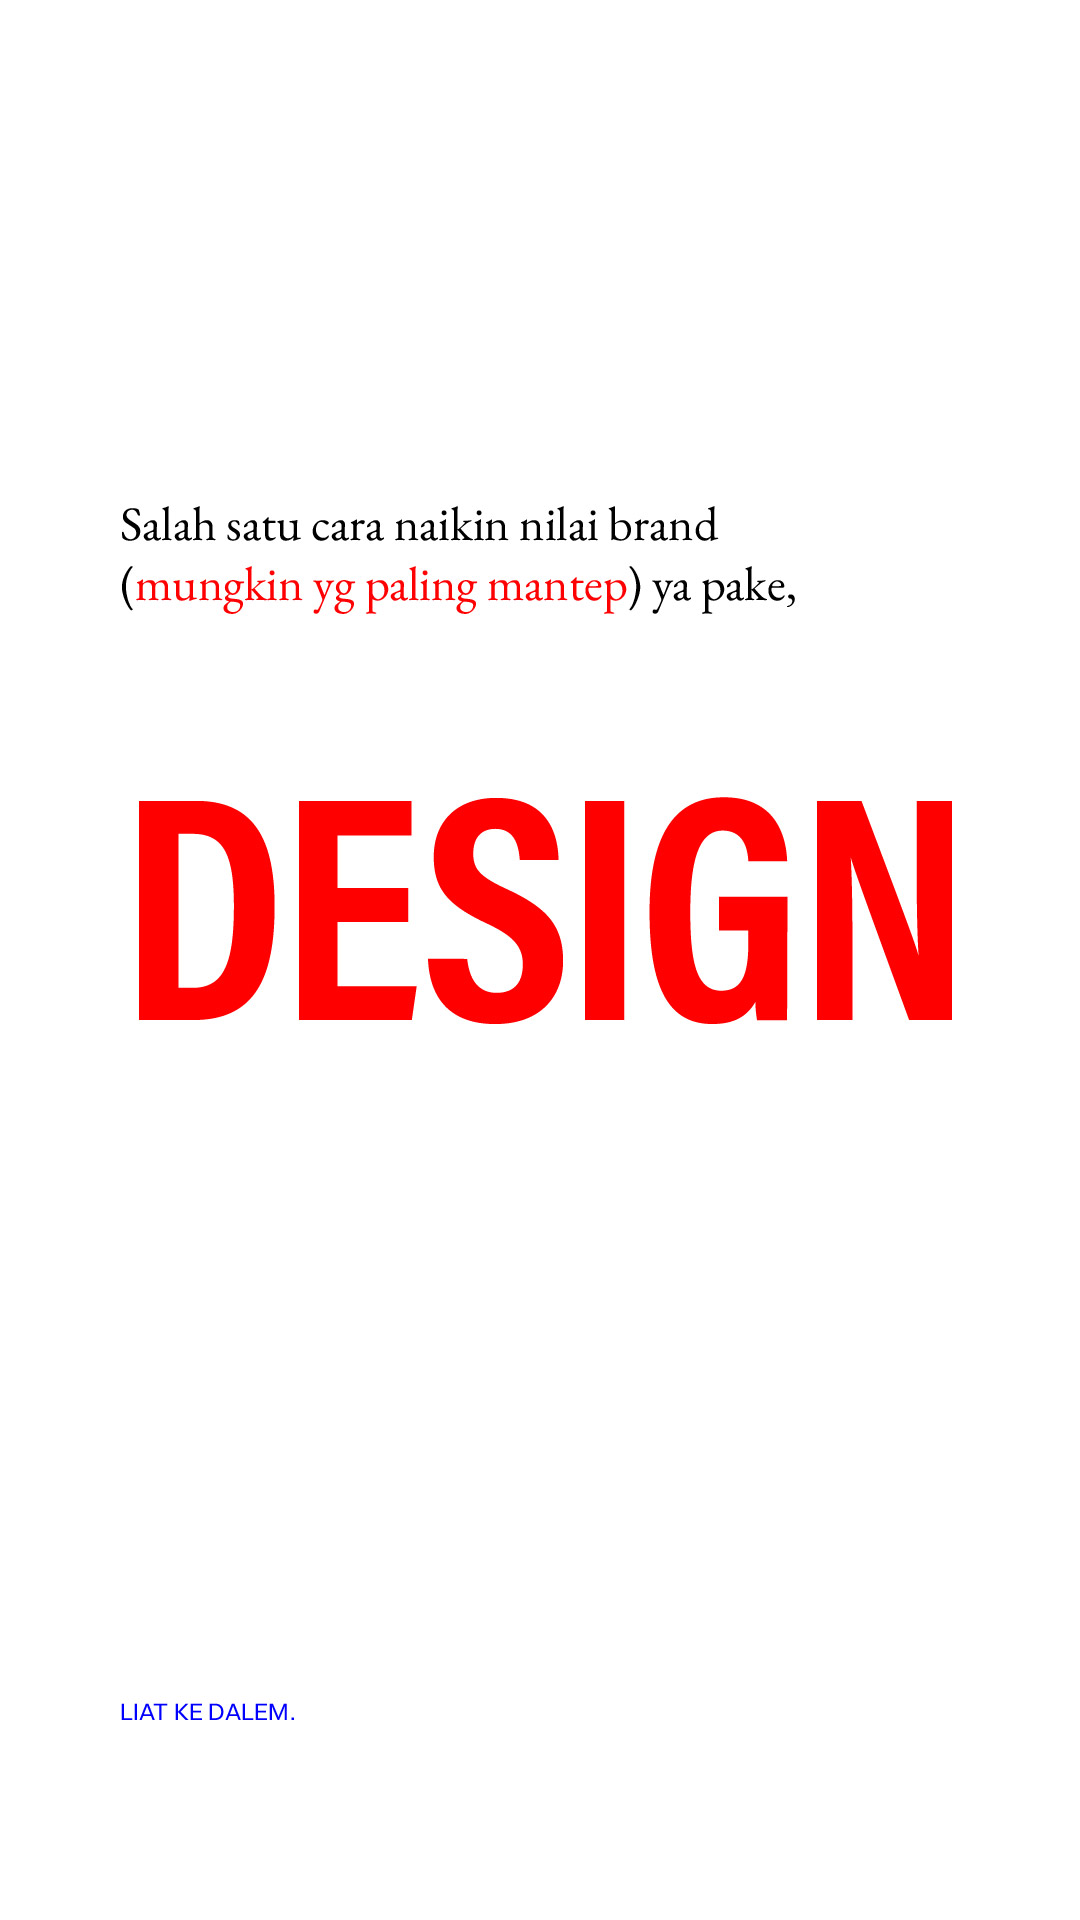 Salah satu cara naikin nilai brand
(mungkin yg paling mantep) ya pake,
DESIGN
LIAT KE DALEM.